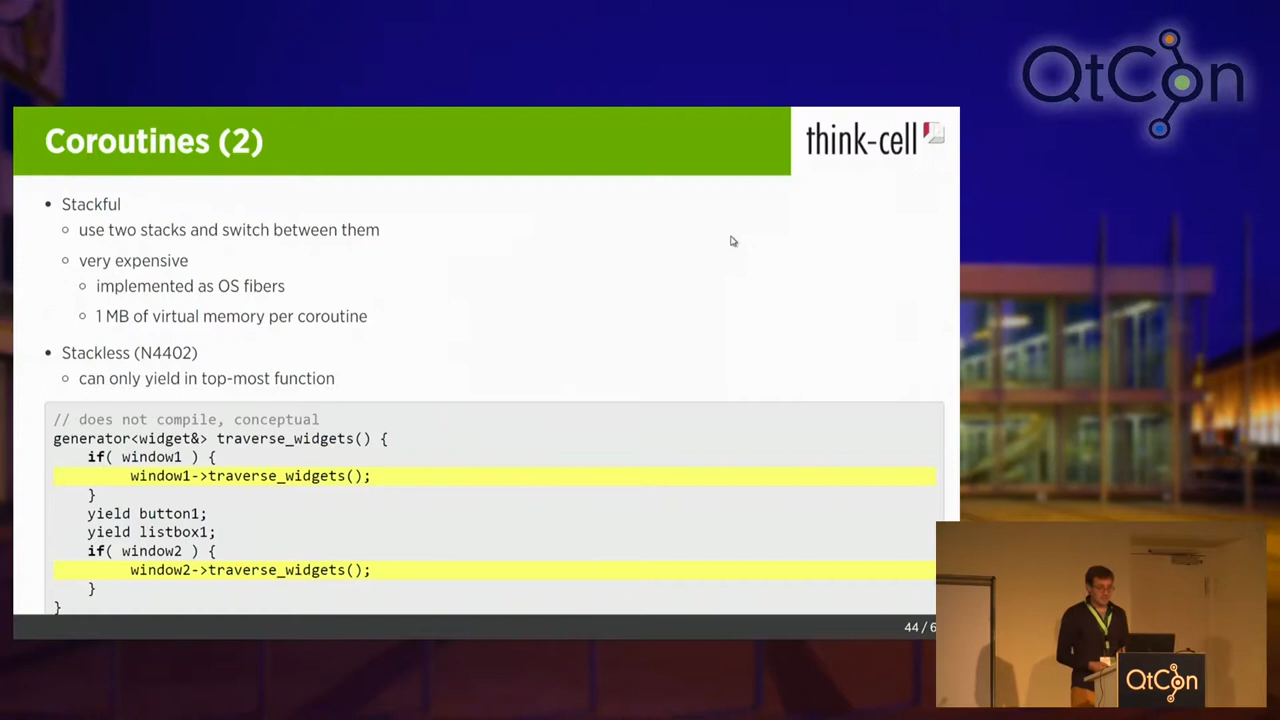 QtCon
Coroutines (2)
think-cell
• Stackful
use two stacks and switch between them
very expensive
implemented as OS fibers
1 MB of virtual memory per coroutine
• Stackless (N4402)
can only yield in top-most function
// does not compile, conceptual
generator<widget&> traverse_widgets() {
if( window1 ) {
window1->traverse_widgets();
}
yield button1;
yield listbox1;
if( window2 ) {
window2->traverse_widgets();
}
}
44 / 6
QtCon